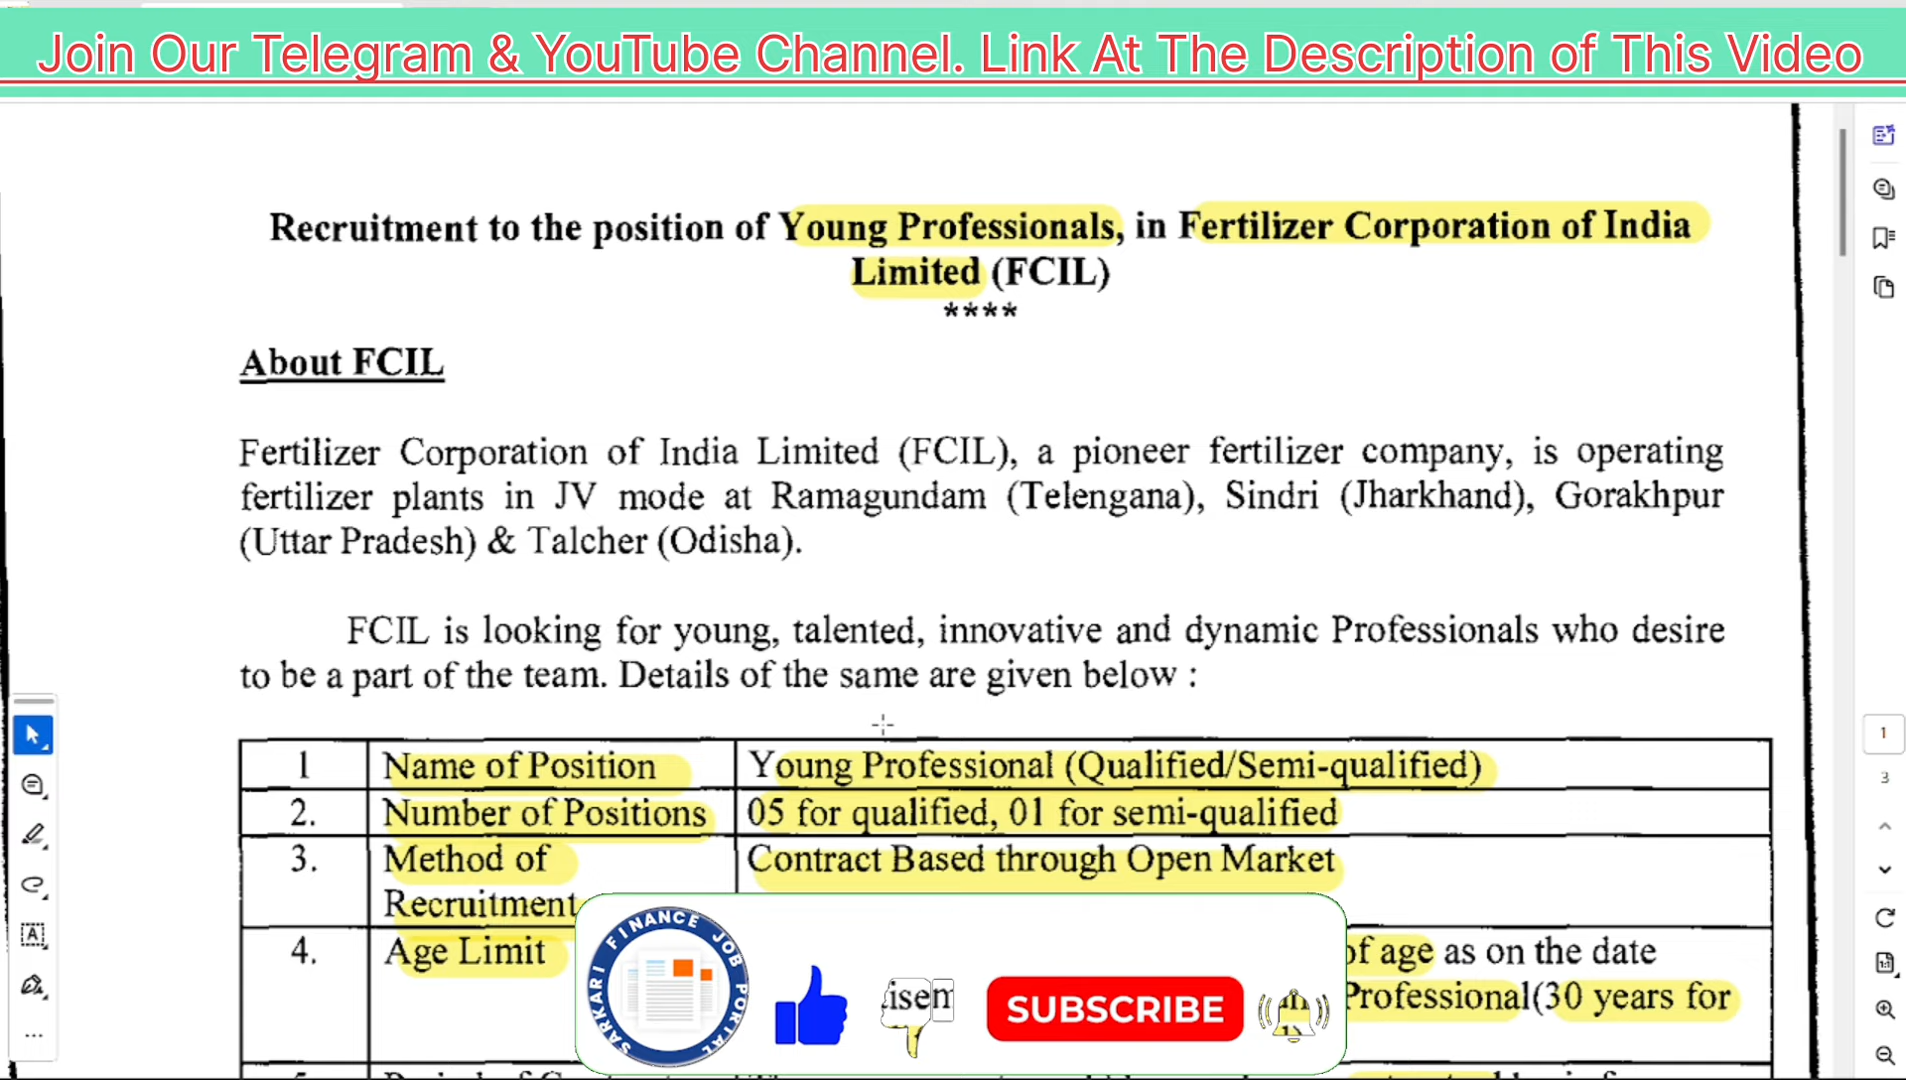 Join Our Telegram & YouTube Channel. Link At The Description of This Video
Recruitment to the position of Young Professionals, in Fertilizer Corporation of India
Limited (FCIL)
****
About FCIL
Fertilizer Corporation of India Limited (FCIL), a pioneer fertilizer company, is operating
fertilizer plants in JV mode at Ramagundam (Telengana), Sindri (Jharkhand), Gorakhpur
(Uttar Pradesh) & Talcher (Odisha).
FCIL is looking for young, talented, innovative and dynamic Professionals who desire
to be a part of the team. Details of the same are given below :
1 Name of Position Young Professional (Qualified/Semi-qualified)
2. Number of Positions 05 for qualified, 01 for semi-qualified
3. Method of Contract Based through Open Market
Recruitment
4. Age Limit of age as on the date
Professional(30 years for
SARKARI FINANCE JOB PORTAL
SUBSCRIBE
1
3